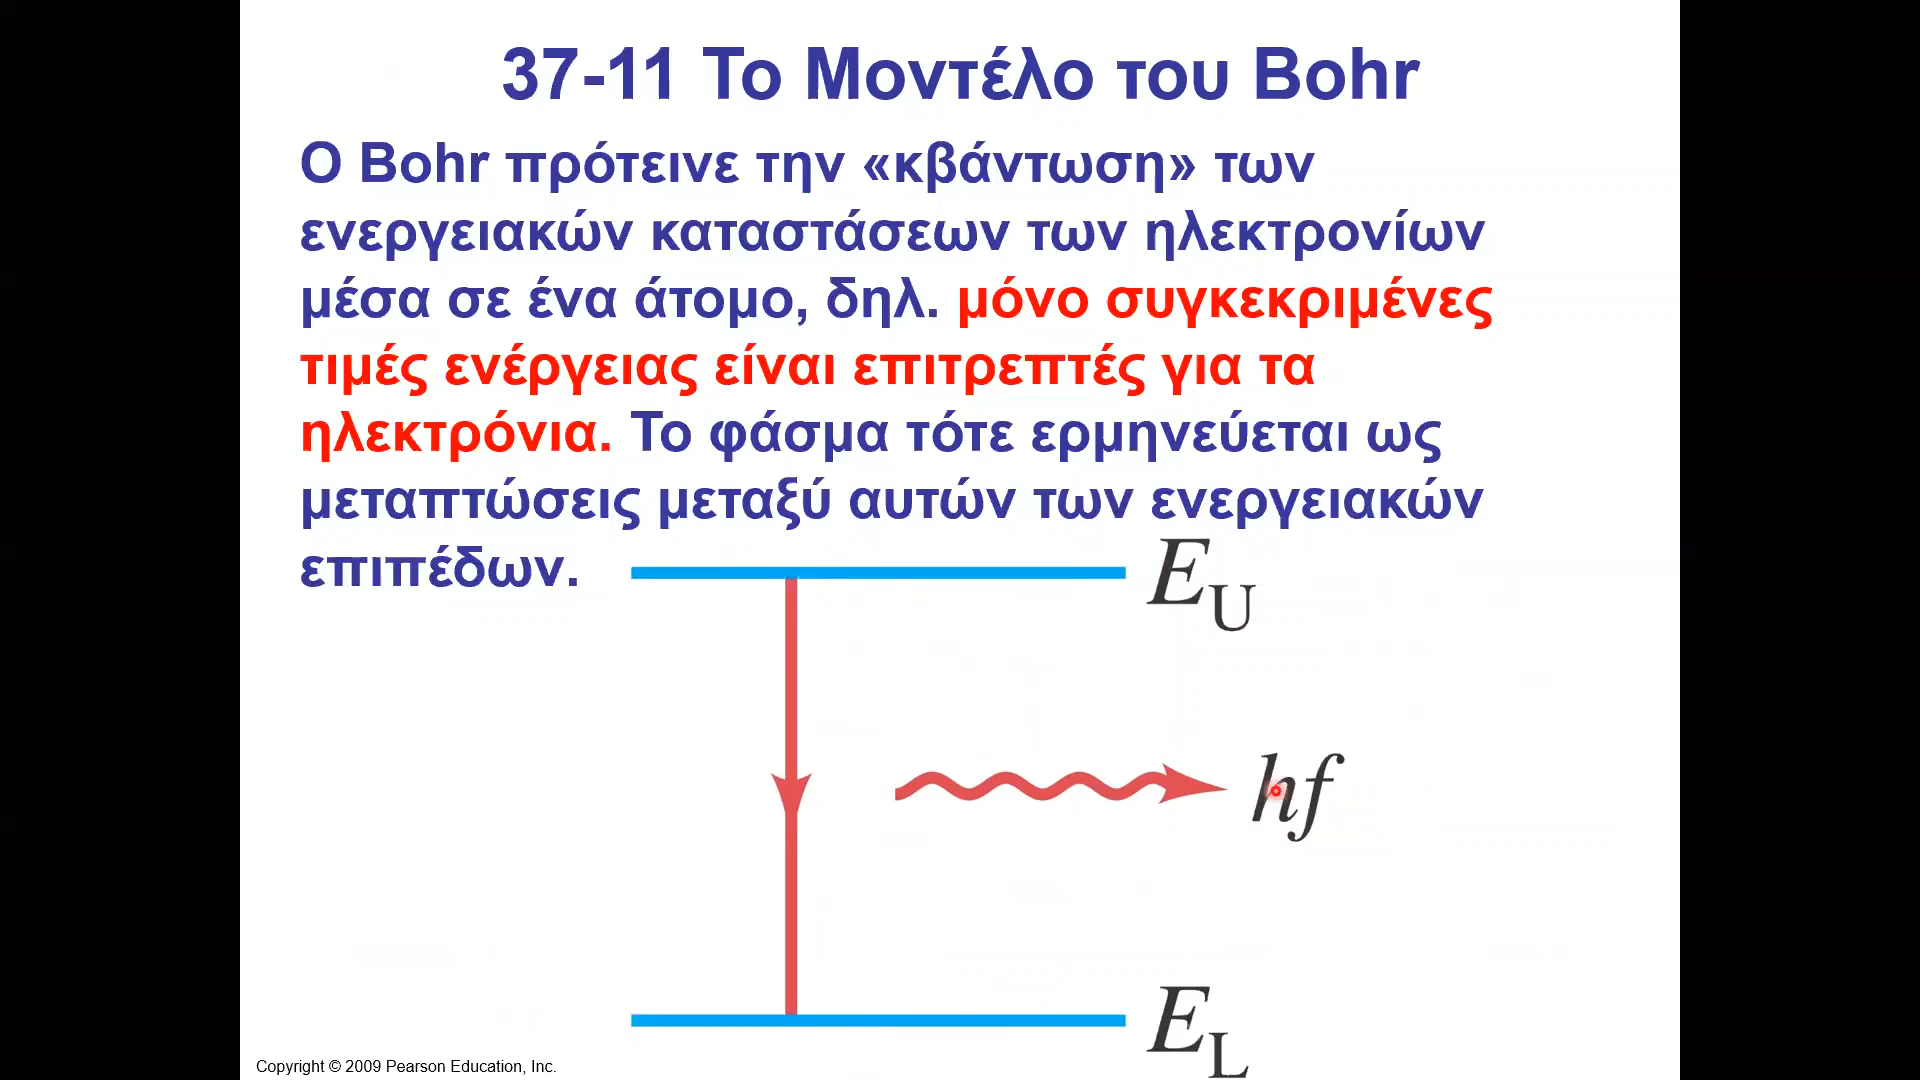 37-11 Το Μοντέλο του Bohr
Ο Bohr πρότεινε την «κβάντωση» των
ενεργειακών καταστάσεων των ηλεκτρονίων
μέσα σε ένα άτομο, δηλ. μόνο συγκεκριμένες
τιμές ενέργειας είναι επιτρεπτές για τα
ηλεκτρόνια. Το φάσμα τότε ερμηνεύεται ως
μεταπτώσεις μεταξύ αυτών των ενεργειακών
επιπέδων.
E_U
hf
E_L
Copyright © 2009 Pearson Education, Inc.